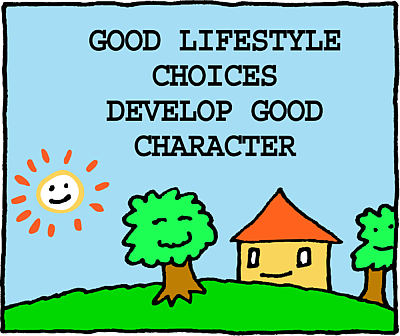 GOOD LIFESTYLE
CHOICES
DEVELOP GOOD
CHARACTER